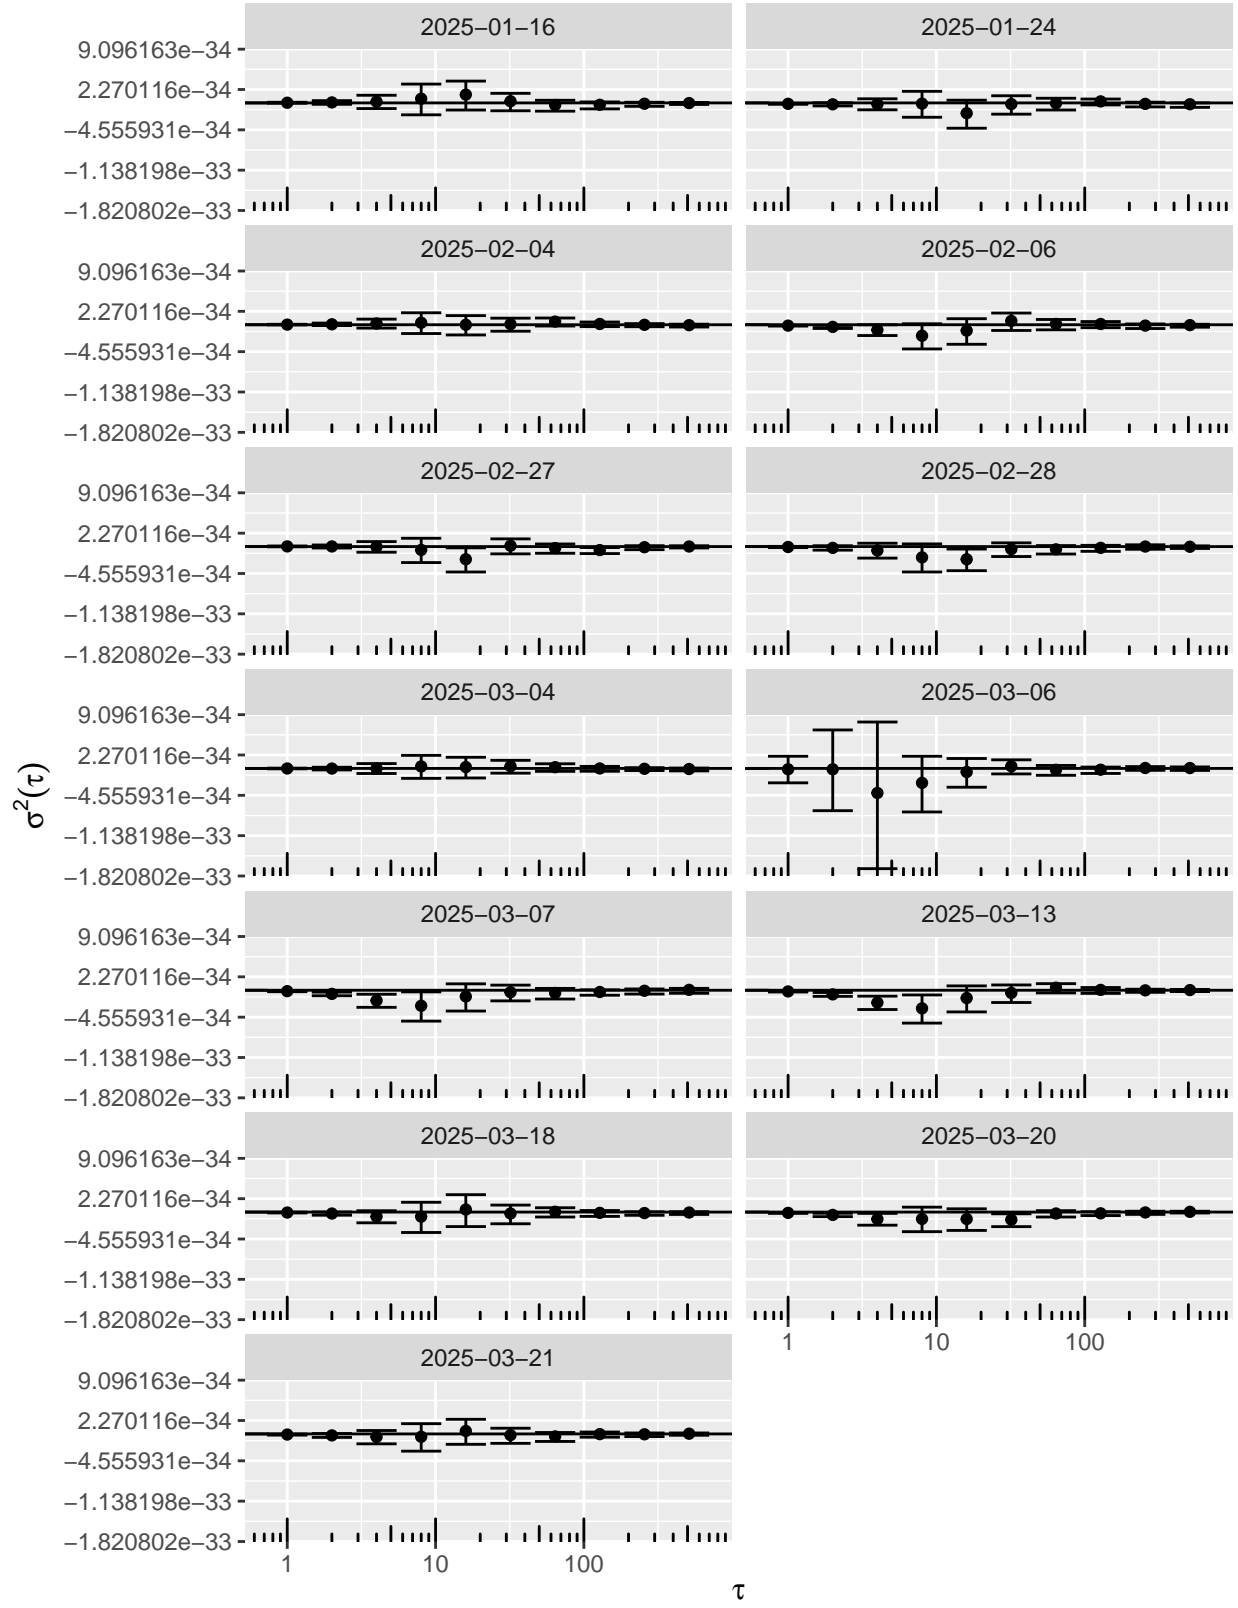 2025−01−16
2025−01−24
9.096163e−34
2.270116e−34
−4.555931e−34
−1.138198e−33
−1.820802e−33
2025−02−04
2025−02−06
9.096163e−34
2.270116e−34
−4.555931e−34
−1.138198e−33
−1.820802e−33
2025−02−27
2025−02−28
9.096163e−34
2.270116e−34
−4.555931e−34
−1.138198e−33
−1.820802e−33
2025−03−04
2025−03−06
9.096163e−34
2.270116e−34
−4.555931e−34
−1.138198e−33
−1.820802e−33
σ²(τ)
2025−03−07
2025−03−13
9.096163e−34
2.270116e−34
−4.555931e−34
−1.138198e−33
−1.820802e−33
2025−03−18
2025−03−20
9.096163e−34
2.270116e−34
−4.555931e−34
−1.138198e−33
−1.820802e−33
1 10 100
2025−03−21
9.096163e−34
2.270116e−34
−4.555931e−34
−1.138198e−33
−1.820802e−33
1 10 100
τ